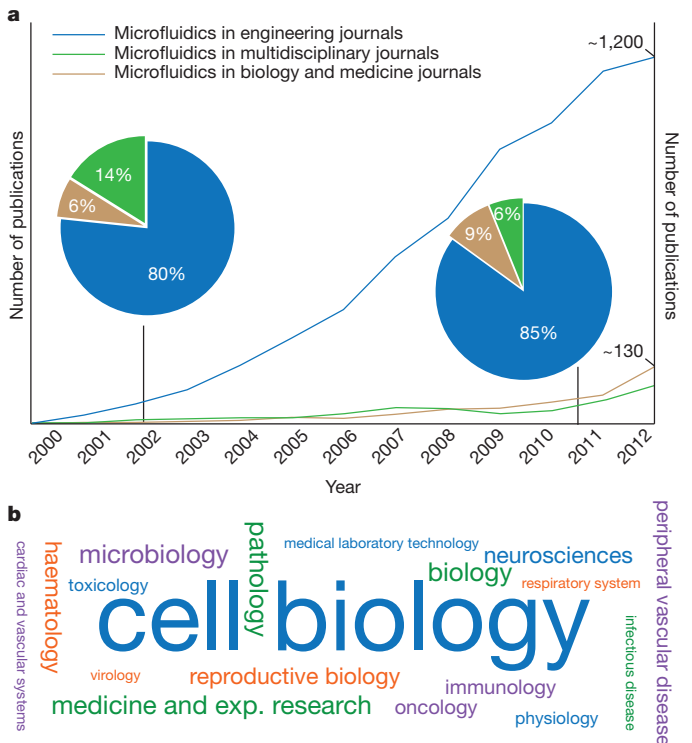 a
Microfluidics in engineering journals
Microfluidics in multidisciplinary journals
Microfluidics in biology and medicine journals
~1,200
Number of publications
Number of publications
14%
6%
80%
6%
9%
85%
~130
2000
2001
2002
2003
2004
2005
2006
2007
2008
2009
2010
2011
2012
Year
b
cardiac and vascular systems
haematology
microbiology
pathology
medical laboratory technology
neurosciences
peripheral vascular disease
toxicology
biology
respiratory system
cell biology
infectious disease
virology
reproductive biology
immunology
medicine and exp. research
oncology
physiology